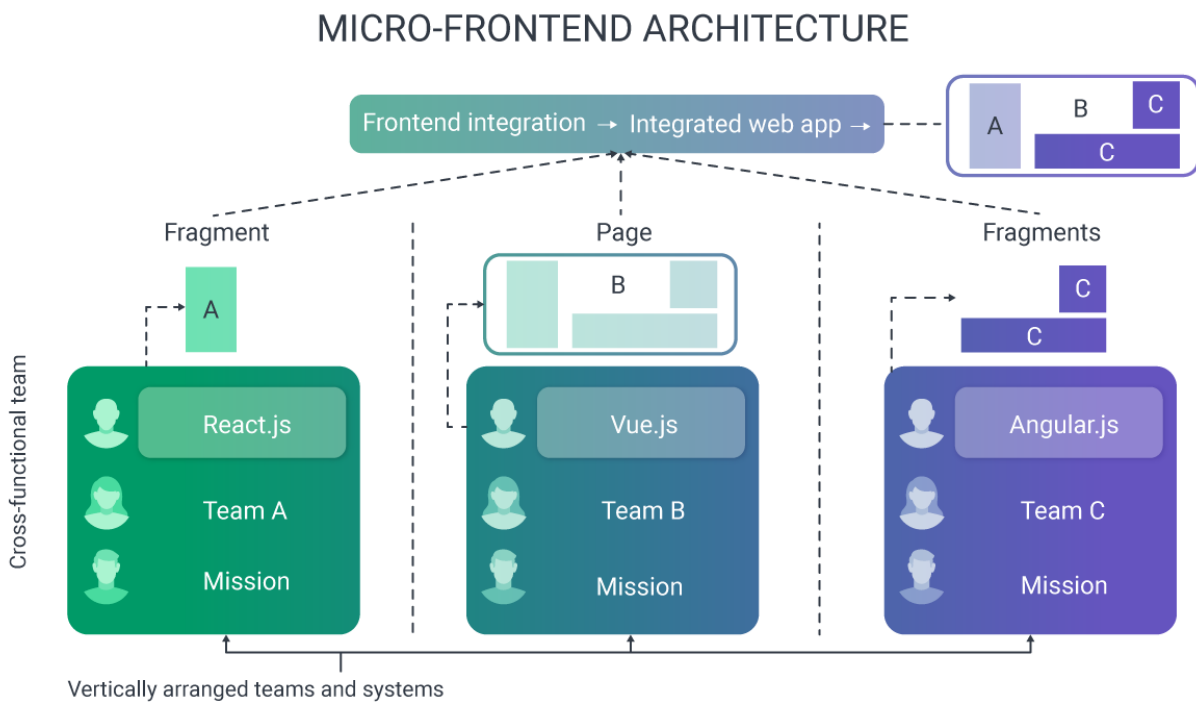 MICRO-FRONTEND ARCHITECTURE
Frontend integration → Integrated web app →
A
B
C
C
Fragment
Page
Fragments
A
B
C
C
Cross-functional team
React.js
Team A
Mission
Vue.js
Team B
Mission
Angular.js
Team C
Mission
Vertically arranged teams and systems